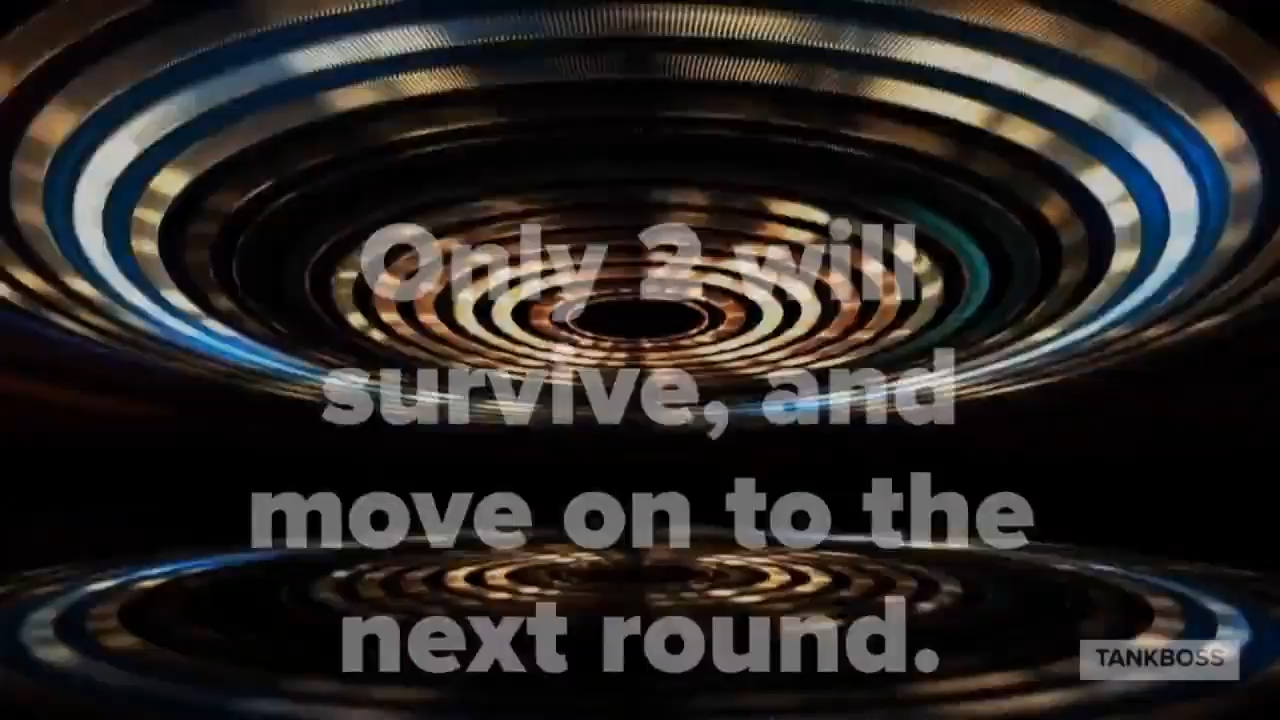 Only 2 will
survive, and
move on to the
next round.
TANKBOSS